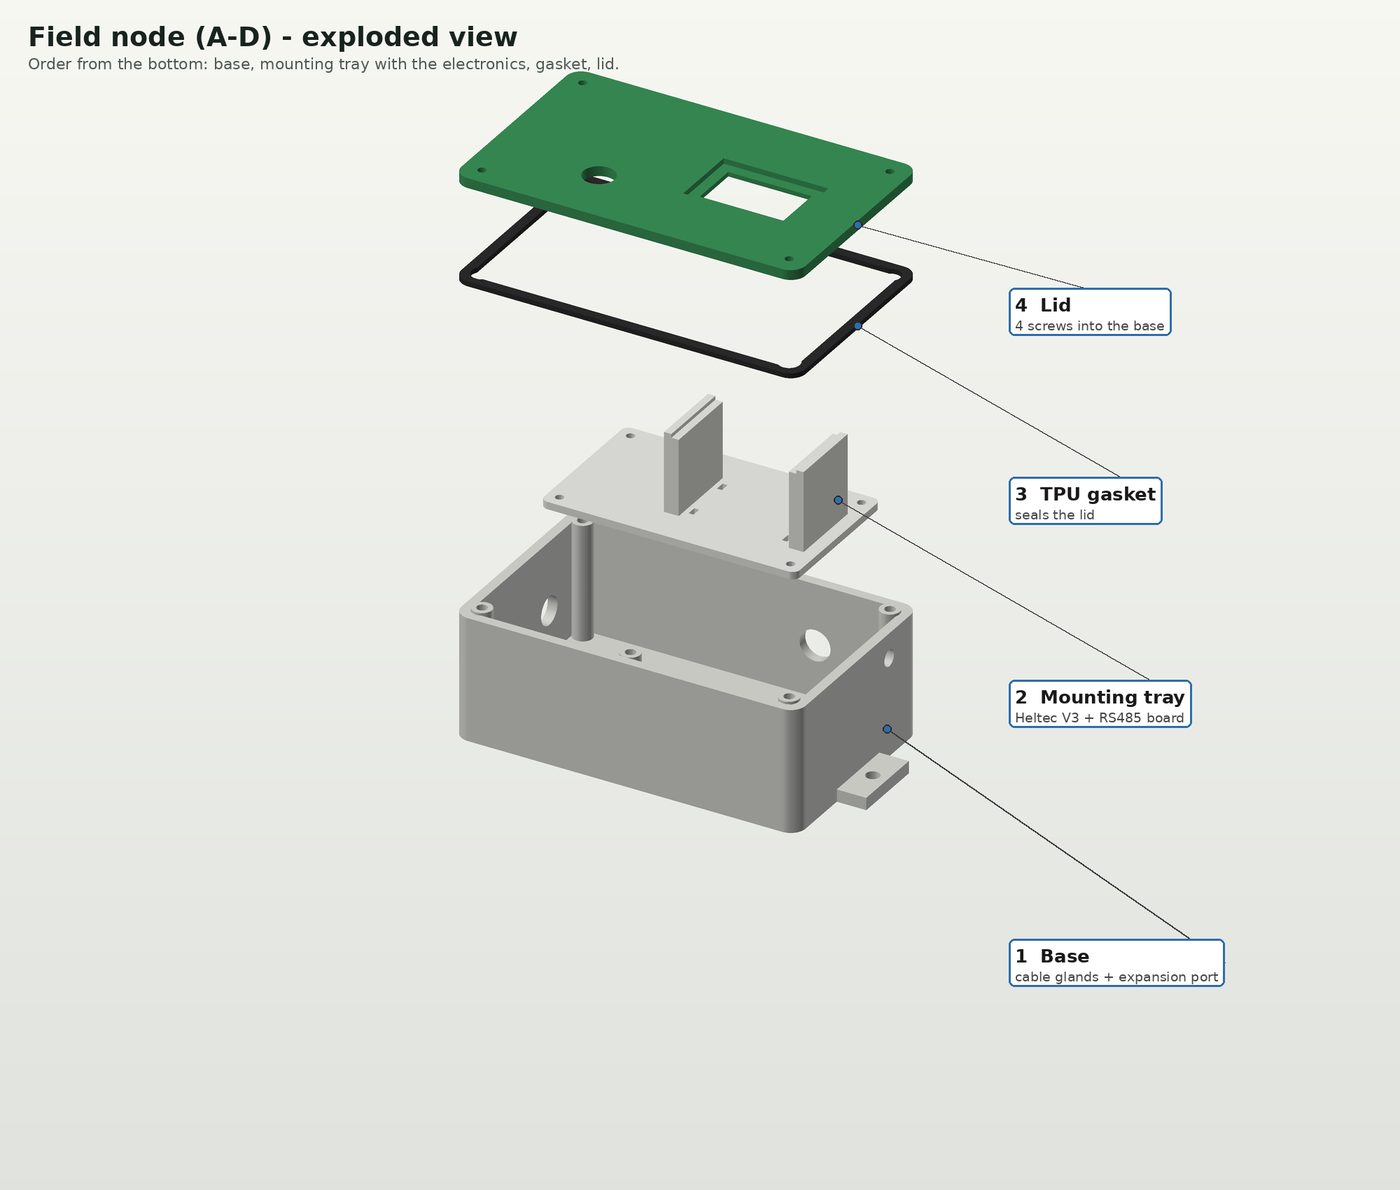 Field node (A-D) - exploded view
Order from the bottom: base, mounting tray with the electronics, gasket, lid.
4 Lid
4 screws into the base
3 TPU gasket
seals the lid
2 Mounting tray
Heltec V3 + RS485 board
1 Base
cable glands + expansion port